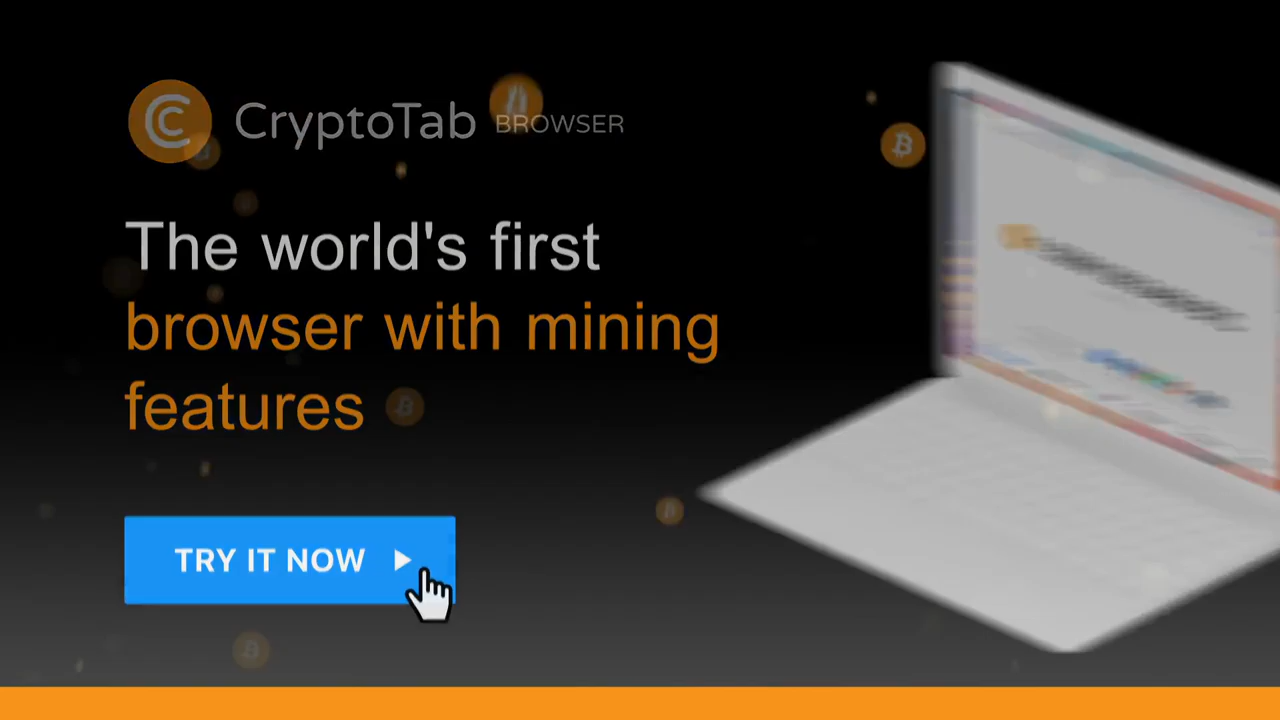 CryptoTab BROWSER
The world's first
browser with mining
features
TRY IT NOW